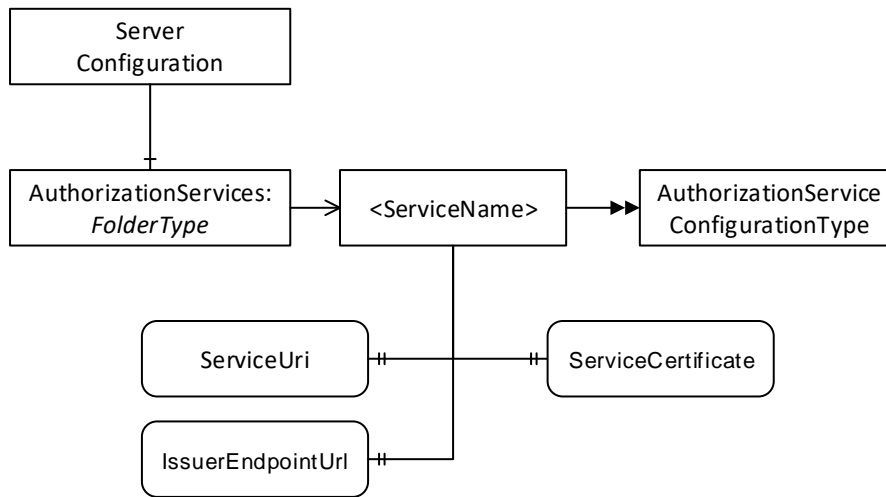 Server
Configuration
AuthorizationServices:
FolderType
<ServiceName>
AuthorizationService
ConfigurationType
ServiceUri
ServiceCertificate
IssuerEndpointUrl